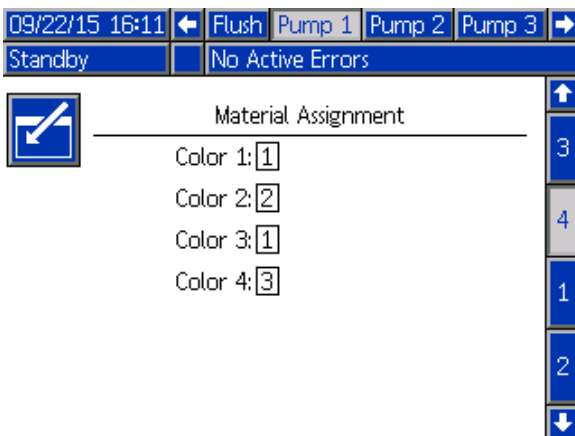 09/22/15 16:11 Flush Pump 1 Pump 2 Pump 3
Standby No Active Errors
Material Assignment
Color 1: 1
Color 2: 2
Color 3: 1
Color 4: 3
3
4
1
2